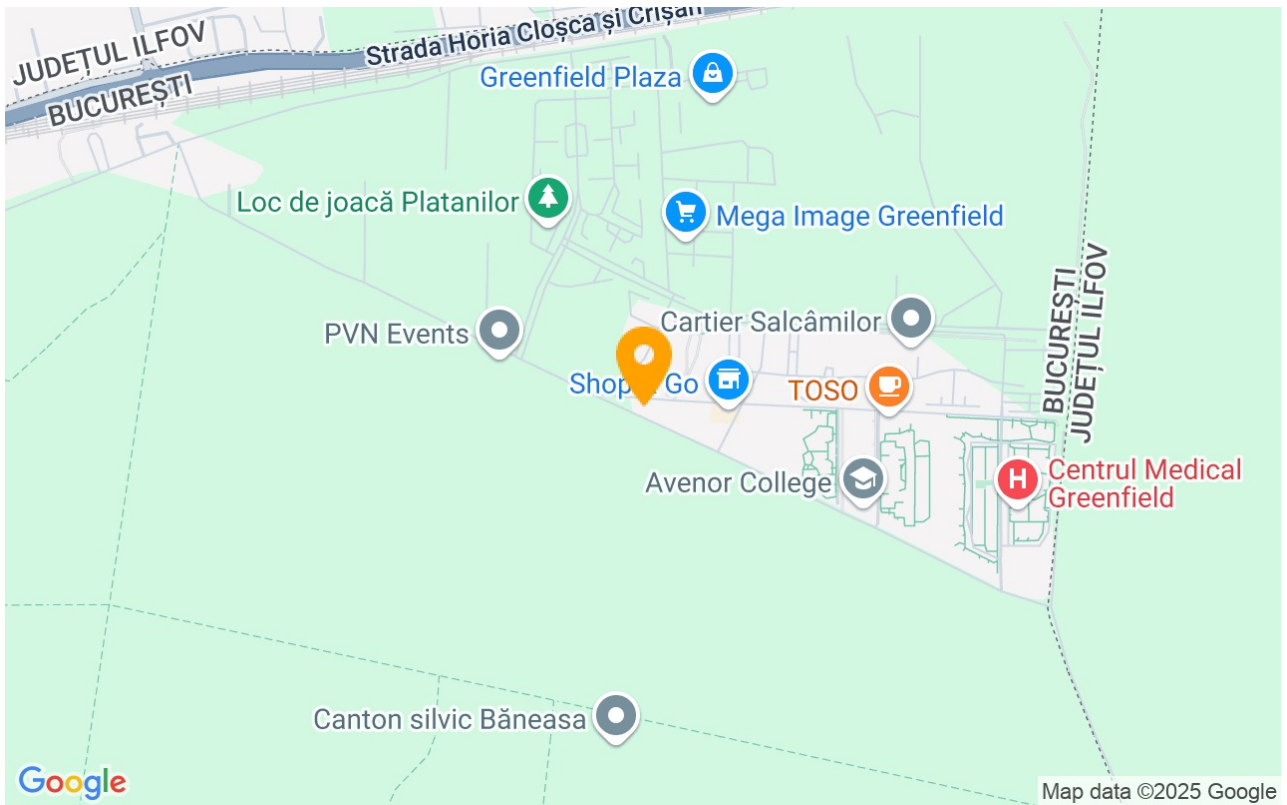 JUDEȚUL ILFOV
BUCUREȘTI
Strada Horia Cloșca și Crișan
Greenfield Plaza
Loc de joacă Platanilor
Mega Image Greenfield
BUCUREȘTI
JUDEȚUL ILFOV
PVN Events
Cartier Salcâmilor
Shop Go
TOSO
Avenor College
Centrul Medical
Greenfield
Canton silvic Băneasa
Google
Map data ©2025 Google